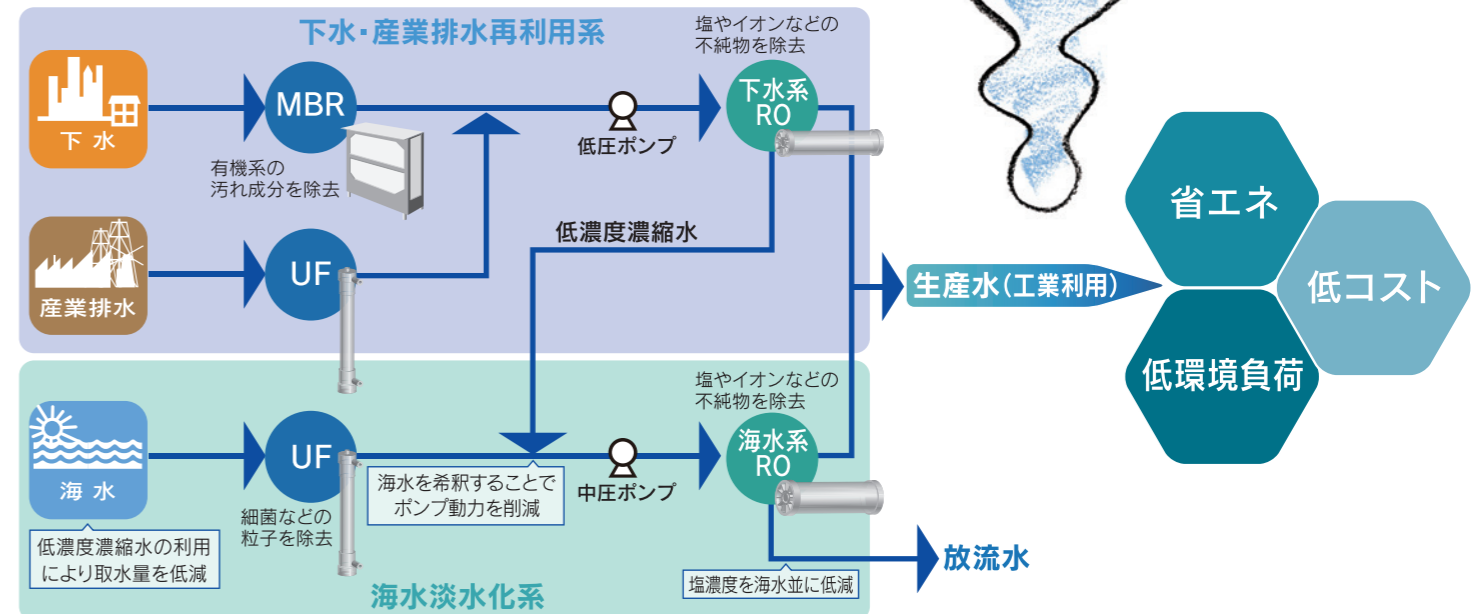 下水・産業排水再利用系
塩やイオンなどの
不純物を除去
下 水
MBR
有機系の
汚れ成分を除去
低圧ポンプ
下水系
RO
産業排水
UF
低濃度濃縮水
生産水(工業利用)
省エネ
低コスト
低環境負荷
塩やイオンなどの
不純物を除去
海 水
UF
細菌などの
粒子を除去
海水を希釈することで
ポンプ動力を削減
中圧ポンプ
海水系
RO
低濃度濃縮水の利用
により取水量を低減
塩濃度を海水並に低減
放流水
海水淡水化系